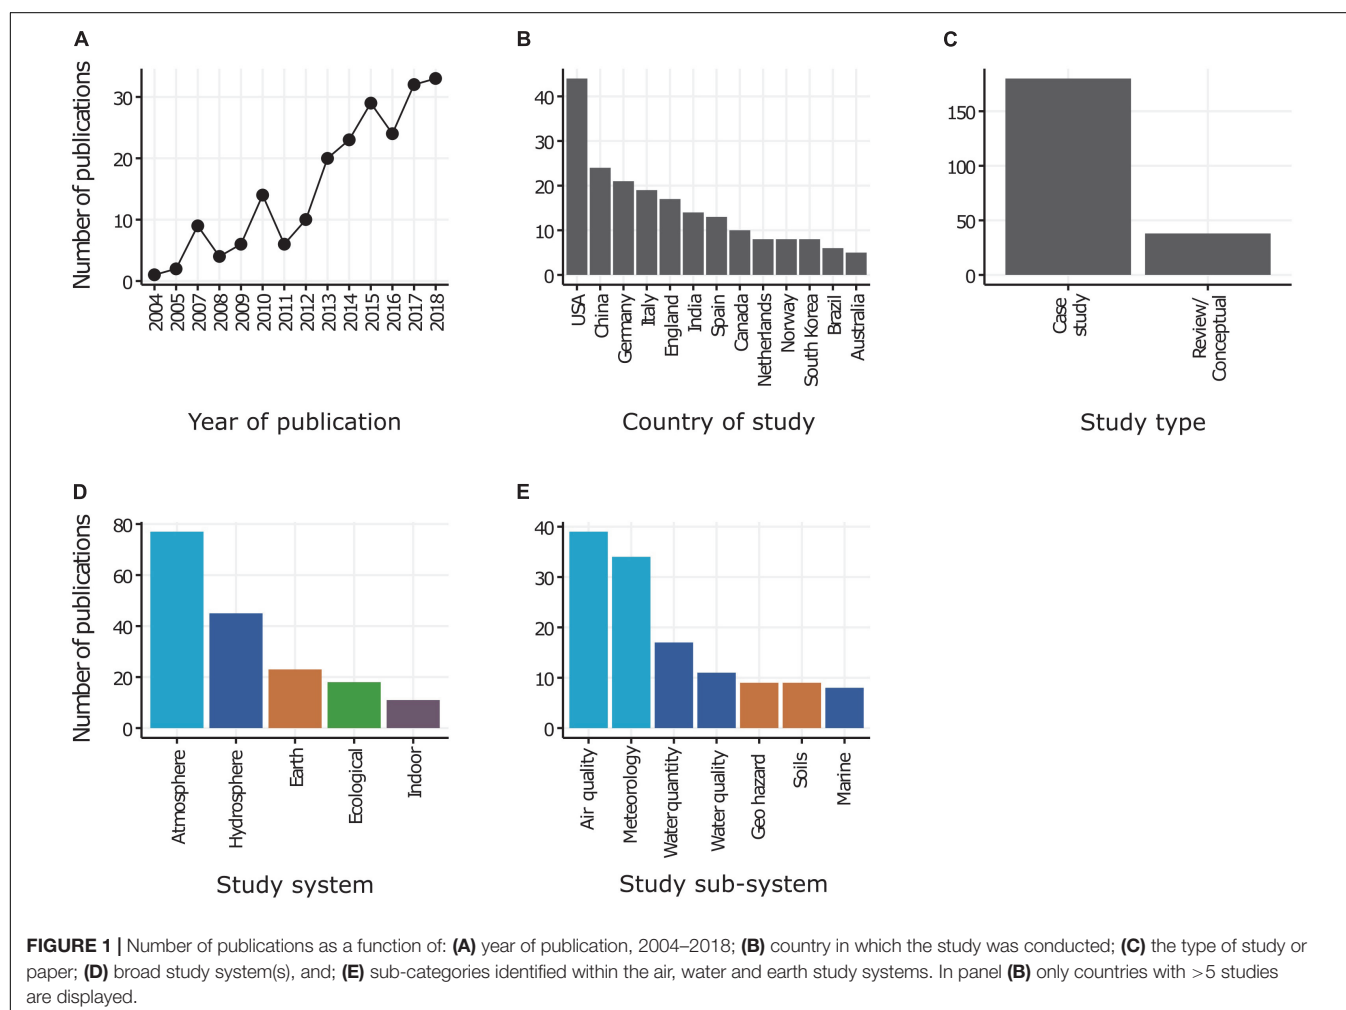 A
Number of publications
30
20
10
0
2004
2005
2007
2008
2009
2010
2011
2012
2013
2014
2015
2016
2017
2018
Year of publication
B
40
30
20
10
0
USA
China
Germany
Italy
England
India
Spain
Canada
Netherlands
Norway
South Korea
Brazil
Australia
Country of study
C
150
100
50
0
Case
study
Review/
Conceptual
Study type
D
Number of publications
80
60
40
20
0
Atmosphere
Hydrosphere
Earth
Ecological
Indoor
Study system
E
40
30
20
10
0
Air quality
Meteorology
Water quantity
Water quality
Geo hazard
Soils
Marine
Study sub-system
FIGURE 1 | Number of publications as a function of: (A) year of publication, 2004–2018; (B) country in which the study was conducted; (C) the type of study or
paper; (D) broad study system(s), and; (E) sub-categories identified within the air, water and earth study systems. In panel (B) only countries with >5 studies
are displayed.